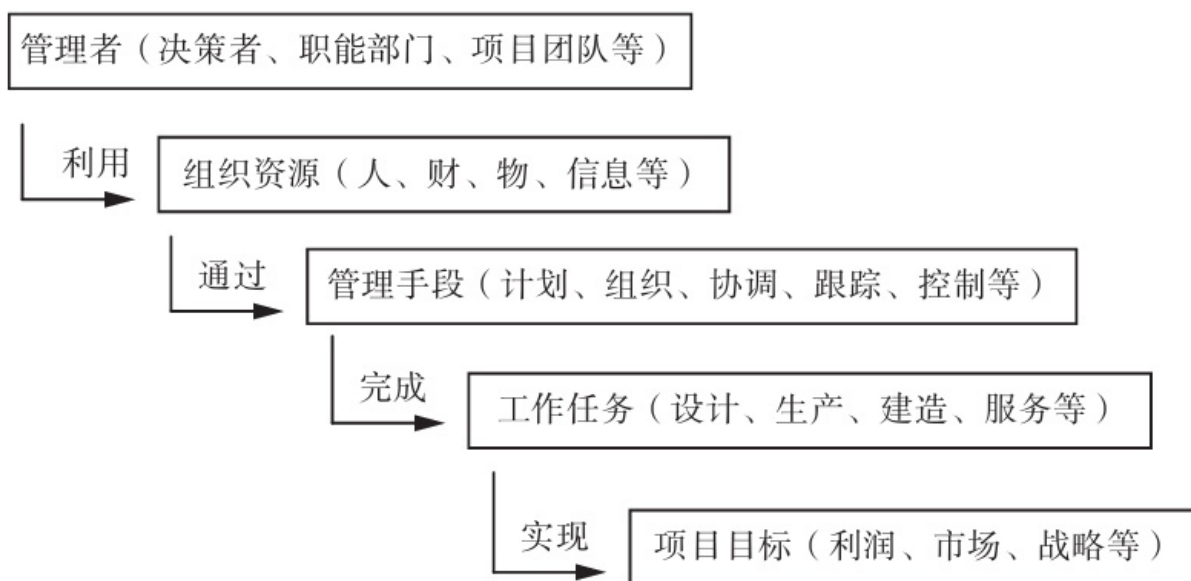 管理者（决策者、职能部门、项目团队等）
利用
组织资源（人、财、物、信息等）
通过
管理手段（计划、组织、协调、跟踪、控制等）
完成
工作任务（设计、生产、建造、服务等）
实现
项目目标（利润、市场、战略等）